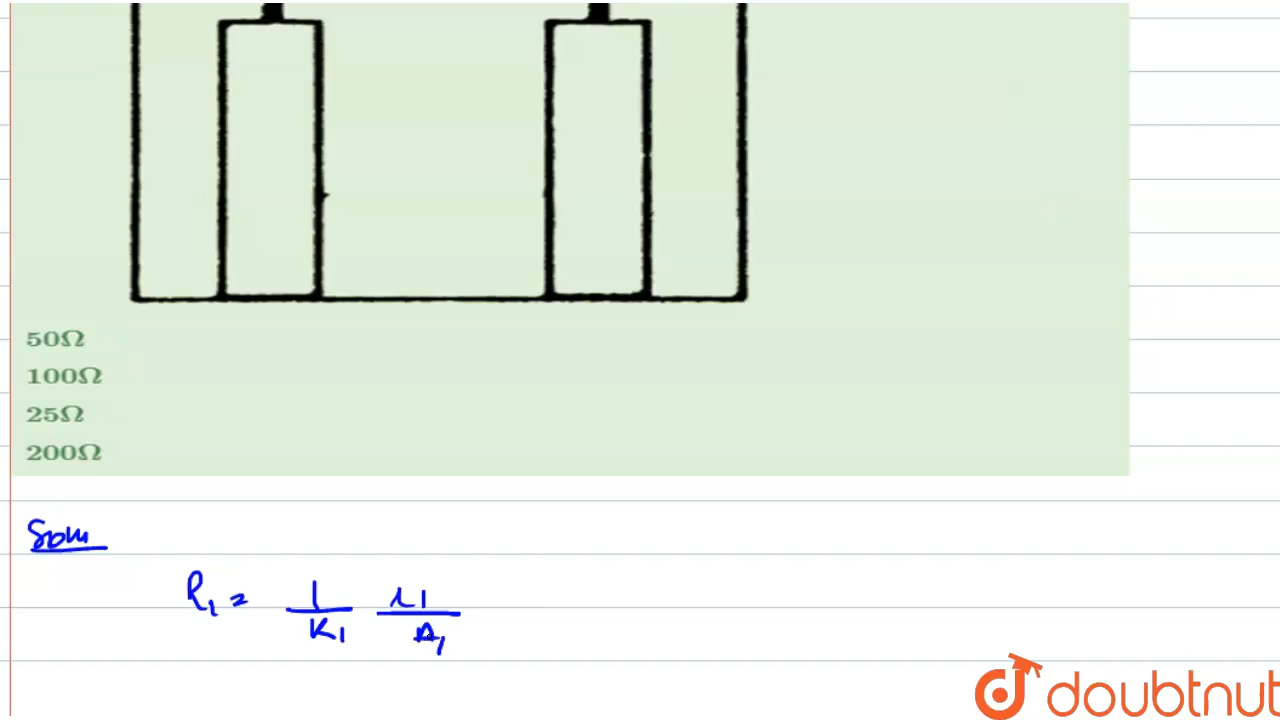 50Ω
100Ω
25Ω
200Ω
Soln
R₁ = 1/K₁ l1/A₁
doubtnut